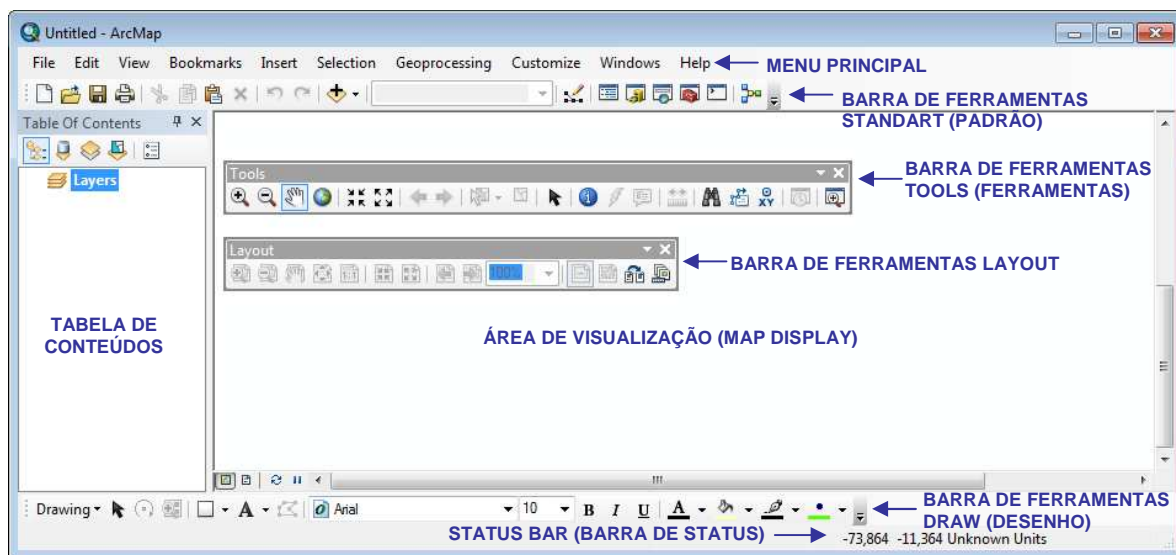 Untitled - ArcMap
File Edit View Bookmarks Insert Selection Geoprocessing Customize Windows Help
MENU PRINCIPAL
BARRA DE FERRAMENTAS
STANDART (PADRÃO)
Table Of Contents
Layers
Tools
BARRA DE FERRAMENTAS
TOOLS (FERRAMENTAS)
XY
Layout
100%
BARRA DE FERRAMENTAS LAYOUT
TABELA DE
CONTEÚDOS
ÁREA DE VISUALIZAÇÃO (MAP DISPLAY)
Drawing A Arial 10 B I U A
BARRA DE FERRAMENTAS
DRAW (DESENHO)
STATUS BAR (BARRA DE STATUS)
-73,864 -11,364 Unknown Units